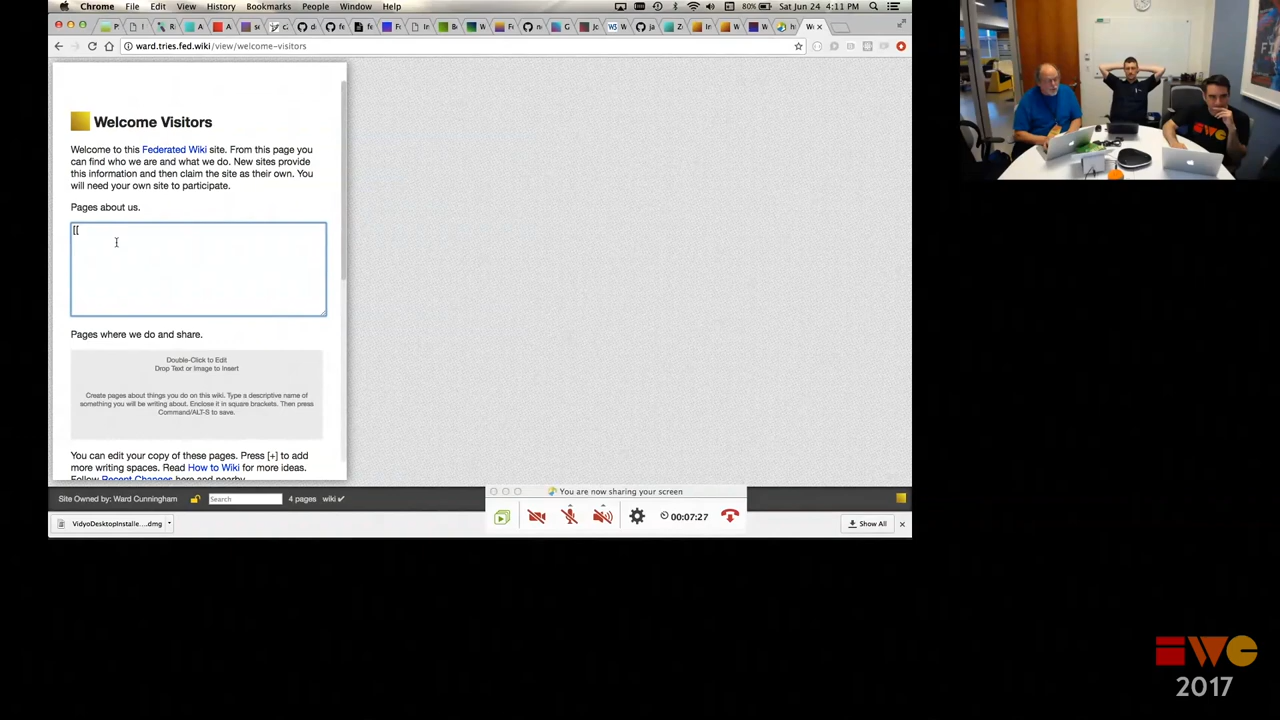 Chrome File Edit View History Bookmarks People Window Help
80% Sat Jun 24 4:11 PM
ward.tries.fed.wiki/view/welcome-visitors
Welcome Visitors
Welcome to this Federated Wiki site. From this page you
can find who we are and what we do. New sites provide
this information and then claim the site as their own. You
will need your own site to participate.
Pages about us.
[[
Pages where we do and share.
Double-Click to Edit
Drop Text or Image to Insert
Create pages about things you do on this wiki. Type a descriptive name of
something you will be writing about. Enclose it in square brackets. Then press
Command/ALT-S to save.
You can edit your copy of these pages. Press [+] to add
more writing spaces. Read How to Wiki for more ideas.
Follow Recent Changes here and nearby.
Site Owned by: Ward Cunningham
Search
4 pages
wiki ✔
You are now sharing your screen
00:07:27
VidyoDesktopInstalle....dmg
Show All
IWC
2017